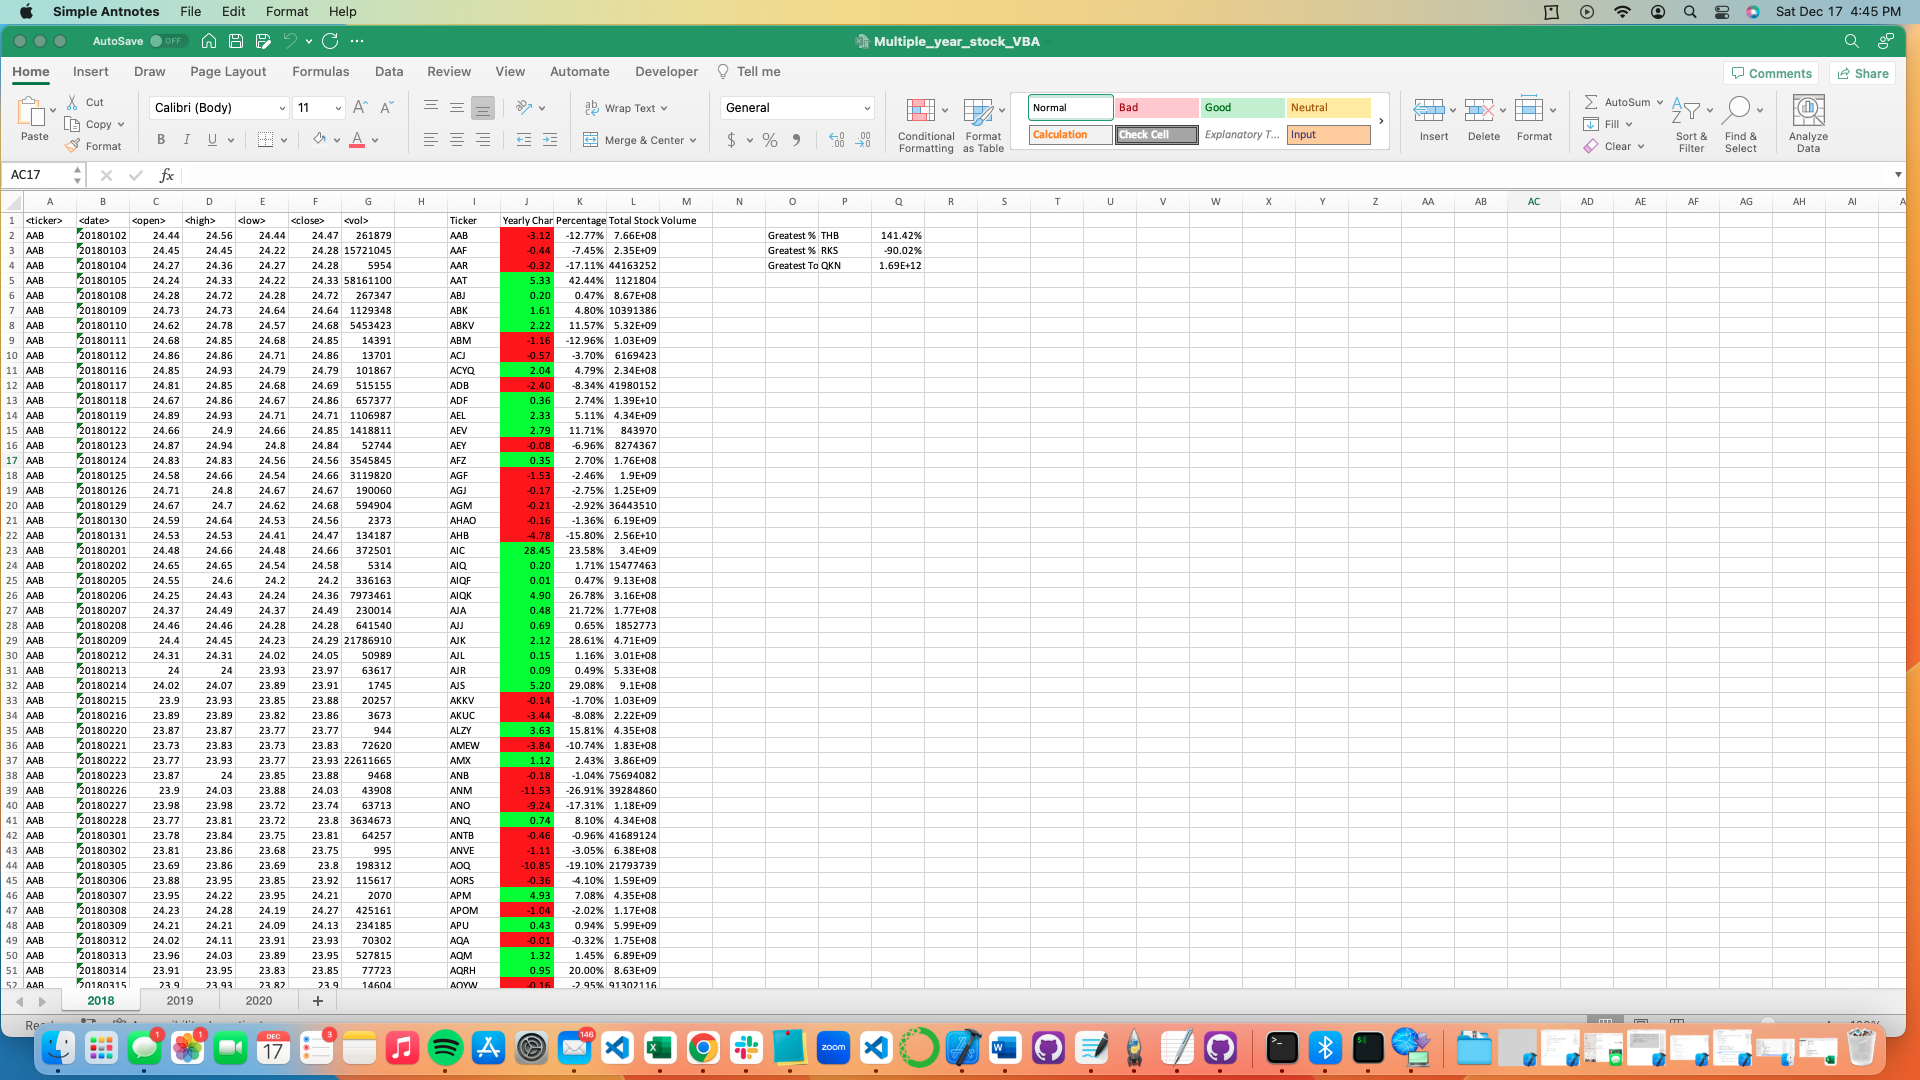 Simple Antnotes File Edit Format Help Sat Dec 17 4:45 PM
AutoSave OFF Multiple_year_stock_VBA
Home Insert Draw Page Layout Formulas Data Review View Automate Developer Tell me Comments Share
Paste Cut Copy Format
Calibri (Body) 11 B I U
Wrap Text Merge & Center
General $ %
Conditional Formatting Format as Table
Normal Bad Good Neutral
Calculation Check Cell Explanatory T... Input
Insert Delete Format
AutoSum Fill Clear
Sort & Filter Find & Select Analyze Data
AC17 fx
A B C D E F G H I J K L M N O P Q R S T U V W X Y Z AA AB AC AD AE AF AG AH AI
1 <ticker> <date> <open> <high> <low> <close> <vol> Ticker Yearly Char Percentage Total Stock Volume
2 AAB 20180102 24.44 24.56 24.44 24.47 261879 AAB -3.12 -12.77% 7.66E+08 Greatest % THB 141.42%
3 AAB 20180103 24.45 24.45 24.22 24.28 15721045 AAF -0.44 -7.45% 2.35E+09 Greatest % RKS -90.02%
4 AAB 20180104 24.27 24.36 24.27 24.28 5954 AAR -0.32 -17.11% 44163252 Greatest To QKN 1.69E+12
5 AAB 20180105 24.24 24.33 24.22 24.33 58161100 AAT 5.33 42.44% 1121804
6 AAB 20180108 24.28 24.72 24.28 24.72 267347 ABJ 0.20 0.47% 8.67E+08
7 AAB 20180109 24.73 24.73 24.64 24.64 1129348 ABK 1.61 4.80% 10391386
8 AAB 20180110 24.62 24.78 24.57 24.68 5453423 ABKV 2.22 11.57% 5.32E+09
9 AAB 20180111 24.68 24.85 24.68 24.85 14391 ABM -1.16 -12.96% 1.03E+09
10 AAB 20180112 24.86 24.86 24.71 24.86 13701 ACJ -0.57 -3.70% 6169423
11 AAB 20180116 24.85 24.93 24.79 24.79 101867 ACYQ 2.04 4.79% 2.34E+08
12 AAB 20180117 24.81 24.85 24.68 24.69 515155 ADB -2.40 -8.34% 41980152
13 AAB 20180118 24.67 24.86 24.67 24.86 657377 ADF 0.36 2.74% 1.39E+10
14 AAB 20180119 24.89 24.93 24.71 24.71 1106987 AEL 2.33 5.11% 4.34E+09
15 AAB 20180122 24.66 24.9 24.66 24.85 1418811 AEV 2.79 11.71% 843970
16 AAB 20180123 24.87 24.94 24.8 24.84 52744 AEY -0.08 -6.96% 8274367
17 AAB 20180124 24.83 24.83 24.56 24.56 3545845 AFZ 0.35 2.70% 1.76E+08
18 AAB 20180125 24.58 24.66 24.54 24.66 3119820 AGF -1.53 -2.46% 1.9E+09
19 AAB 20180126 24.71 24.8 24.67 24.67 190060 AGJ -0.17 -2.75% 1.25E+09
20 AAB 20180129 24.67 24.7 24.62 24.68 594904 AGM -0.21 -2.92% 36443510
21 AAB 20180130 24.59 24.64 24.53 24.56 2373 AHAO -0.16 -1.36% 6.19E+09
22 AAB 20180131 24.53 24.53 24.41 24.47 134187 AHB -4.78 -15.80% 2.56E+10
23 AAB 20180201 24.48 24.66 24.48 24.66 372501 AIC 28.45 23.58% 3.4E+09
24 AAB 20180202 24.65 24.65 24.54 24.58 5314 AIQ 0.20 1.71% 15477463
25 AAB 20180205 24.55 24.6 24.2 24.2 336163 AIQF 0.01 0.47% 9.13E+08
26 AAB 20180206 24.25 24.43 24.24 24.36 7973461 AIQK 4.90 26.78% 3.16E+08
27 AAB 20180207 24.37 24.49 24.37 24.49 230014 AJA 0.48 21.72% 1.77E+08
28 AAB 20180208 24.46 24.46 24.28 24.28 641540 AJJ 0.69 0.65% 1852773
29 AAB 20180209 24.4 24.45 24.23 24.29 21786910 AJK 2.12 28.61% 4.71E+09
30 AAB 20180212 24.31 24.31 24.02 24.05 50989 AJL 0.15 1.16% 3.01E+08
31 AAB 20180213 24 24 23.93 23.97 63617 AJR 0.09 0.49% 5.33E+08
32 AAB 20180214 24.02 24.07 23.89 23.91 1745 AJS 5.20 29.08% 9.1E+08
33 AAB 20180215 23.9 23.93 23.85 23.88 20257 AKKV -0.14 -1.70% 1.03E+09
34 AAB 20180216 23.89 23.89 23.82 23.86 3673 AKUC -3.44 -8.08% 2.22E+09
35 AAB 20180220 23.87 23.87 23.77 23.77 944 ALZY 3.63 15.81% 4.35E+08
36 AAB 20180221 23.73 23.83 23.73 23.83 72620 AMEW -3.84 -10.74% 1.83E+08
37 AAB 20180222 23.77 23.93 23.77 23.93 22611665 AMX 1.12 2.43% 3.86E+09
38 AAB 20180223 23.87 24 23.85 23.88 9468 ANB -0.18 -1.04% 75694082
39 AAB 20180226 23.9 24.03 23.88 24.03 43908 ANM -11.53 -26.91% 39284860
40 AAB 20180227 23.98 23.98 23.72 23.74 63713 ANO -9.24 -17.31% 1.18E+09
41 AAB 20180228 23.77 23.81 23.72 23.8 3634673 ANQ 0.74 8.10% 4.34E+08
42 AAB 20180301 23.78 23.84 23.75 23.81 64257 ANTB -0.46 -0.96% 41689124
43 AAB 20180302 23.81 23.86 23.68 23.75 995 ANVE -1.11 -3.05% 6.38E+08
44 AAB 20180305 23.69 23.86 23.69 23.8 198312 AOQ -10.85 -19.10% 21793739
45 AAB 20180306 23.88 23.95 23.85 23.92 115617 AORS -0.36 -4.10% 1.59E+09
46 AAB 20180307 23.95 24.22 23.95 24.21 2070 APM 4.93 7.08% 4.35E+08
47 AAB 20180308 24.23 24.28 24.19 24.27 425161 APOM -1.04 -2.02% 1.17E+08
48 AAB 20180309 24.21 24.21 24.09 24.13 234185 APU 0.43 0.94% 5.99E+09
49 AAB 20180312 24.02 24.11 23.91 23.93 70302 AQA -0.01 -0.32% 1.75E+08
50 AAB 20180313 23.96 24.03 23.89 23.95 527815 AQM 1.32 1.45% 6.89E+09
51 AAB 20180314 23.91 23.95 23.83 23.85 77723 AQRH 0.95 20.00% 8.63E+09
52 AAB 20180315 23.9 23.93 23.82 23.9 14604 AQYW -0.16 -2.95% 91302116
2018 2019 2020 +
1 1 DEC 17 3 146 zoom